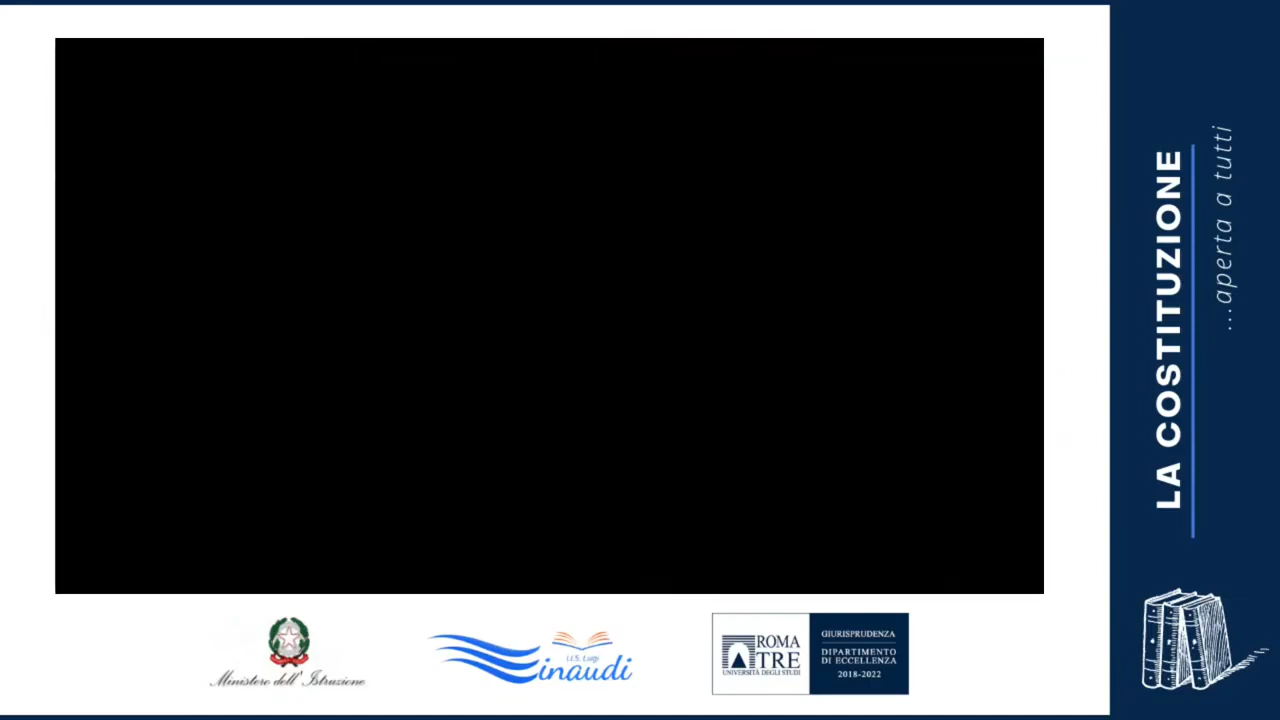 LA COSTITUZIONE
...aperta a tutti
Ministero dell'Istruzione
I.I.S. Luigi
Einaudi
ROMA
TRE
UNIVERSITÀ DEGLI STUDI
GIURISPRUDENZA
DIPARTIMENTO
DI ECCELLENZA
2018-2022